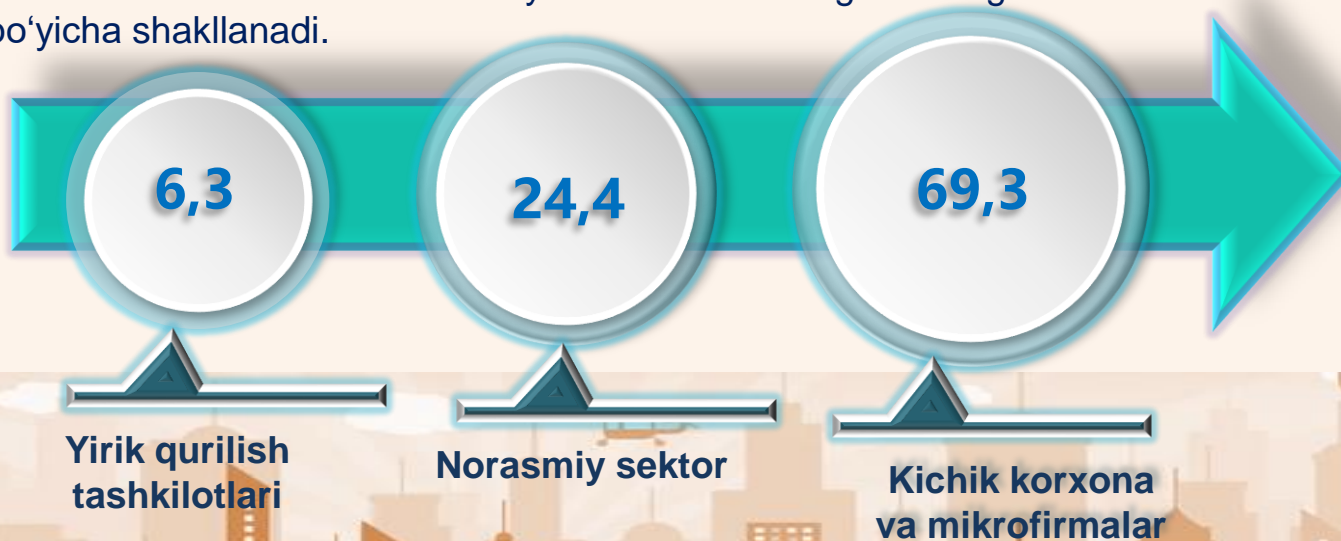 bo‘yicha shakllanadi.
6,3
24,4
69,3
Yirik qurilish
tashkilotlari
Norasmiy sektor
Kichik korxona
va mikrofirmalar